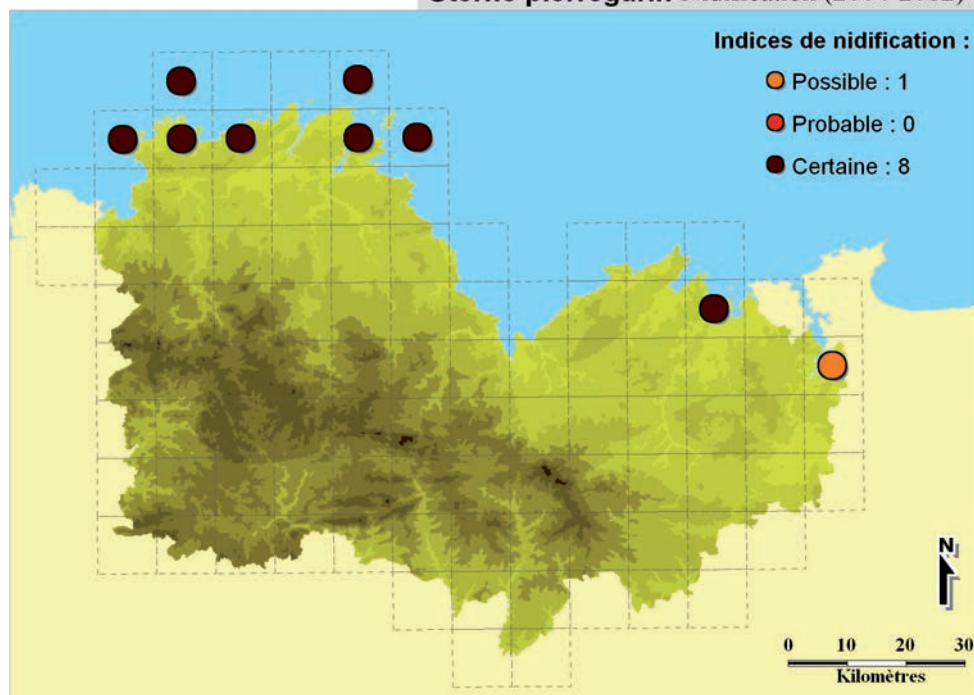 Indices de nidification :
Possible : 1
Probable : 0
Certaine : 8
N
0 10 20 30
Kilomètres